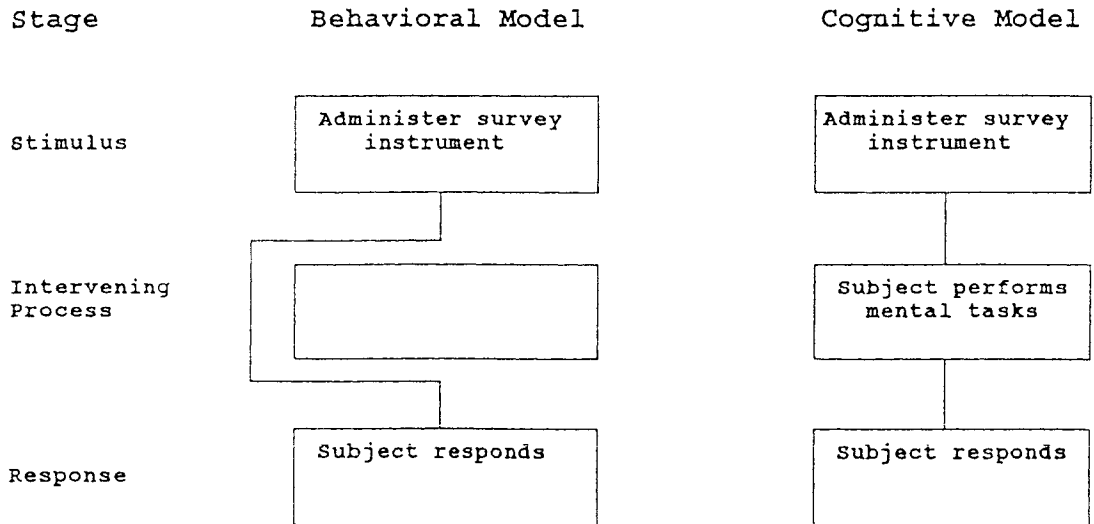 Stage Behavioral Model Cognitive Model
Stimulus
Administer survey
instrument
Administer survey
instrument
Intervening
Process
Subject performs
mental tasks
Response
Subject responds
Subject responds